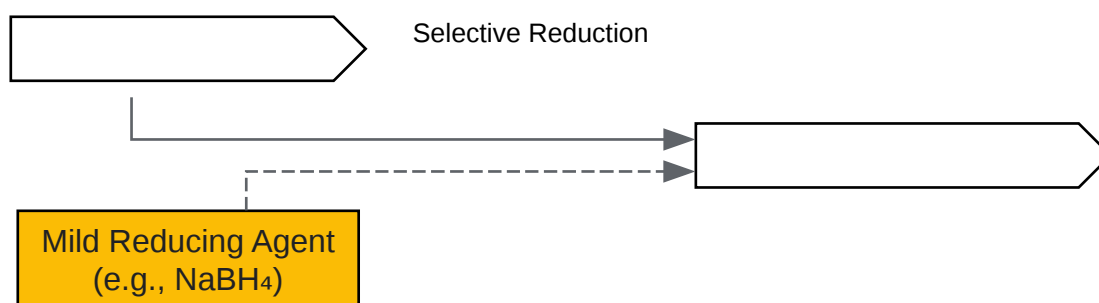 Selective Reduction
Mild Reducing Agent
(e.g., NaBH₄)